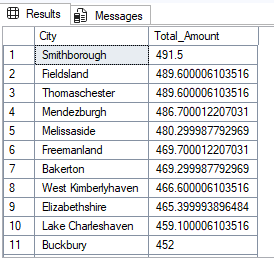 Results Messages
City Total_Amount
1 Smithborough 491.5
2 Fieldsland 489.600006103516
3 Thomaschester 489.600006103516
4 Mendezburgh 486.700012207031
5 Melissaside 480.299987792969
6 Freemanland 469.700012207031
7 Bakerton 469.299987792969
8 West Kimberlyhaven 466.600006103516
9 Elizabethshire 465.399993896484
10 Lake Charleshaven 459.100006103516
11 Buckbury 452